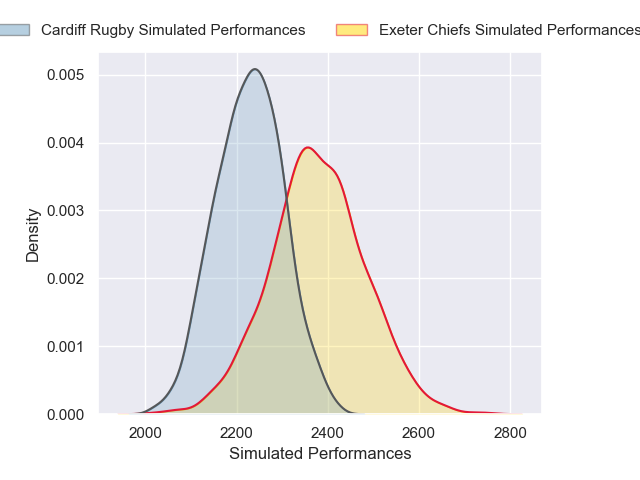 Cardiff Rugby Simulated Performances Exeter Chiefs Simulated Performances
0.005
0.004
0.003
0.002
0.001
0.000
Density
2000 2200 2400 2600 2800
Simulated Performances